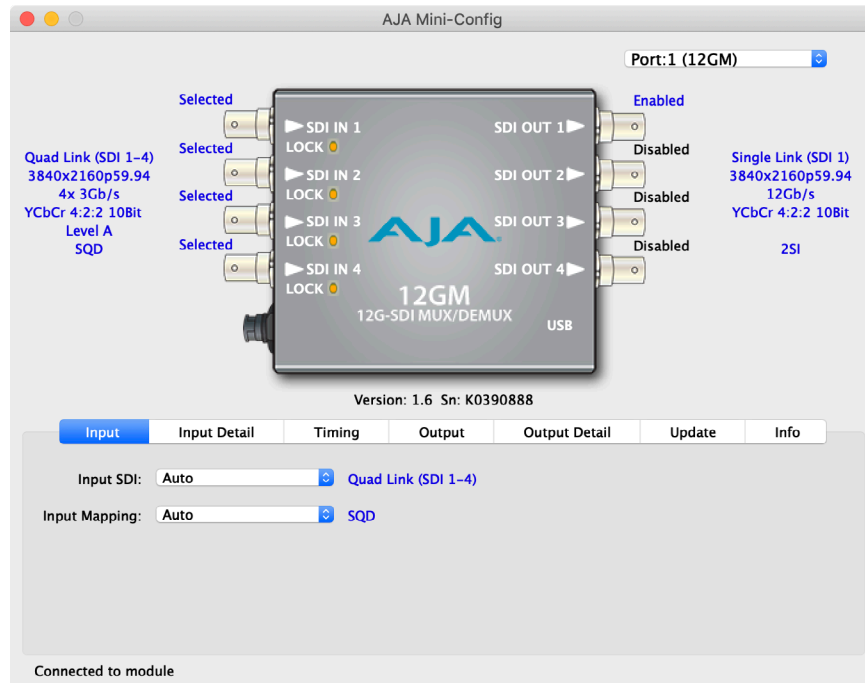 AJA Mini-Config
Port:1 (12GM)
Selected
Enabled
SDI IN 1
SDI OUT 1
LOCK
Disabled
Selected
Quad Link (SDI 1-4)
3840x2160p59.94
4x 3Gb/s
YCbCr 4:2:2 10Bit
Level A
SQD
Single Link (SDI 1)
3840x2160p59.94
12Gb/s
YCbCr 4:2:2 10Bit
2SI
SDI IN 2
SDI OUT 2
LOCK
Selected
Disabled
SDI IN 3
SDI OUT 3
LOCK
AJA
Selected
Disabled
SDI IN 4
SDI OUT 4
LOCK
12GM
12G-SDI MUX/DEMUX
USB
Version: 1.6 Sn: K0390888
Input
Input Detail
Timing
Output
Output Detail
Update
Info
Input SDI: Auto Quad Link (SDI 1-4)
Input Mapping: Auto SQD
Connected to module